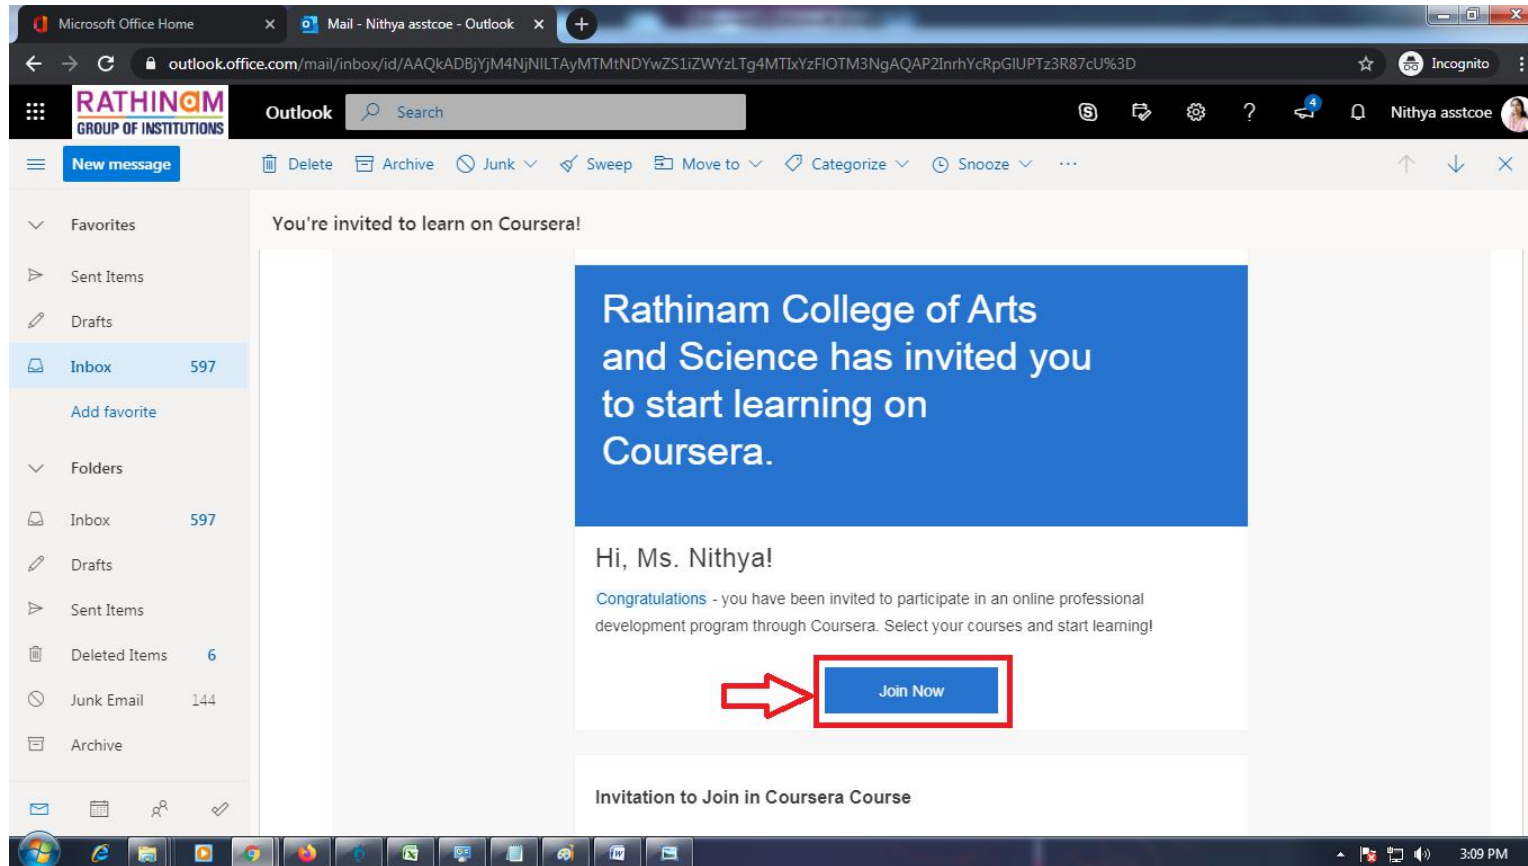 Microsoft Office Home
Mail - Nithya asstcoe - Outlook
outlook.office.com/mail/inbox/id/AAQkADBjYjM4NjNlLTAyMTMtNDYwZS1iZWYzLTg4MTIxYzFlOTM3NgAQAP2InrhYcRpGlUPTz3R87cU%3D
Incognito
RATHINAM
GROUP OF INSTITUTIONS
Outlook
Search
4
Nithya asstcoe
New message
Delete
Archive
Junk
Sweep
Move to
Categorize
Snooze
Favorites
You're invited to learn on Coursera!
Sent Items
Drafts
Inbox 597
Add favorite
Folders
Inbox 597
Drafts
Sent Items
Deleted Items 6
Junk Email 144
Archive
Rathinam College of Arts
and Science has invited you
to start learning on
Coursera.
Hi, Ms. Nithya!
Congratulations - you have been invited to participate in an online professional
development program through Coursera. Select your courses and start learning!
Join Now
Invitation to Join in Coursera Course
3:09 PM